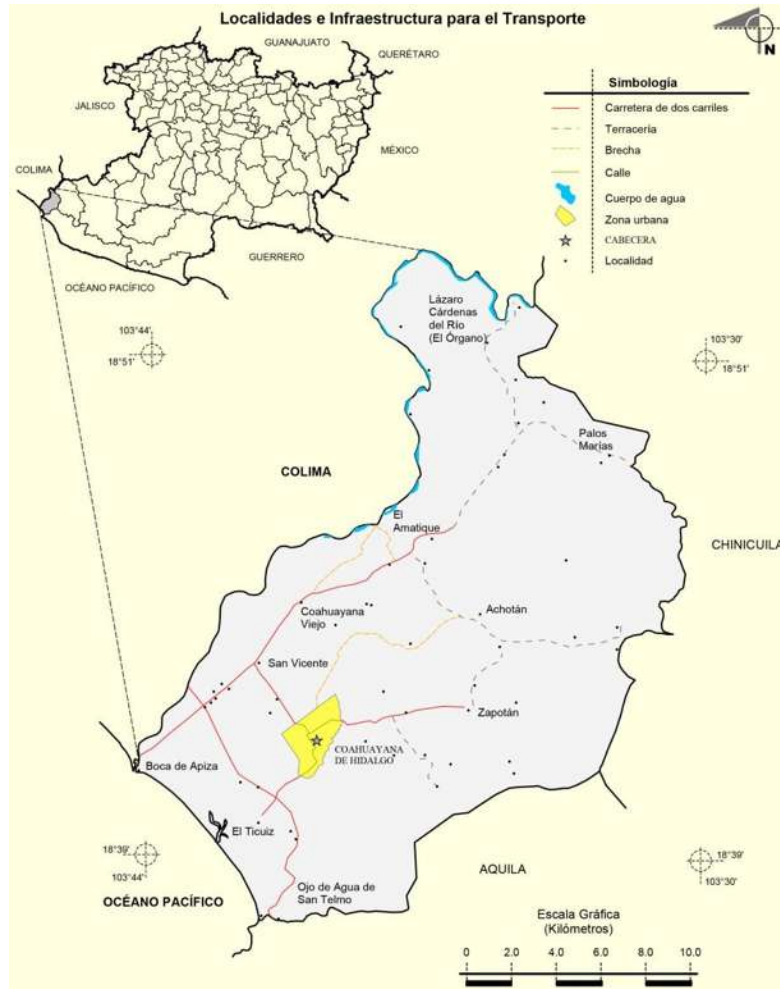 Localidades e Infraestructura para el Transporte
GUANAJUATO
QUERÉTARO
JALISCO
MÉXICO
COLIMA
GUERRERO
OCÉANO PACÍFICO
N
Simbología
Carretera de dos carriles
Terracería
Brecha
Calle
Cuerpo de agua
Zona urbana
CABECERA
Localidad
103°44'
18°51'
103°30'
18°51'
Lázaro
Cárdenas
del Río
(El Órgano)
Palos
Marías
COLIMA
El
Amatique
CHINICUILA
Coahuayana
Viejo
Achotán
San Vicente
Zapotán
COAHUAYANA
DE HIDALGO
Boca de Apiza
El Ticuiz
18°39'
103°44'
18°39'
103°30'
AQUILA
OCÉANO PACÍFICO
Ojo de Agua de
San Telmo
Escala Gráfica
(Kilómetros)
0.0 2.0 4.0 6.0 8.0 10.0